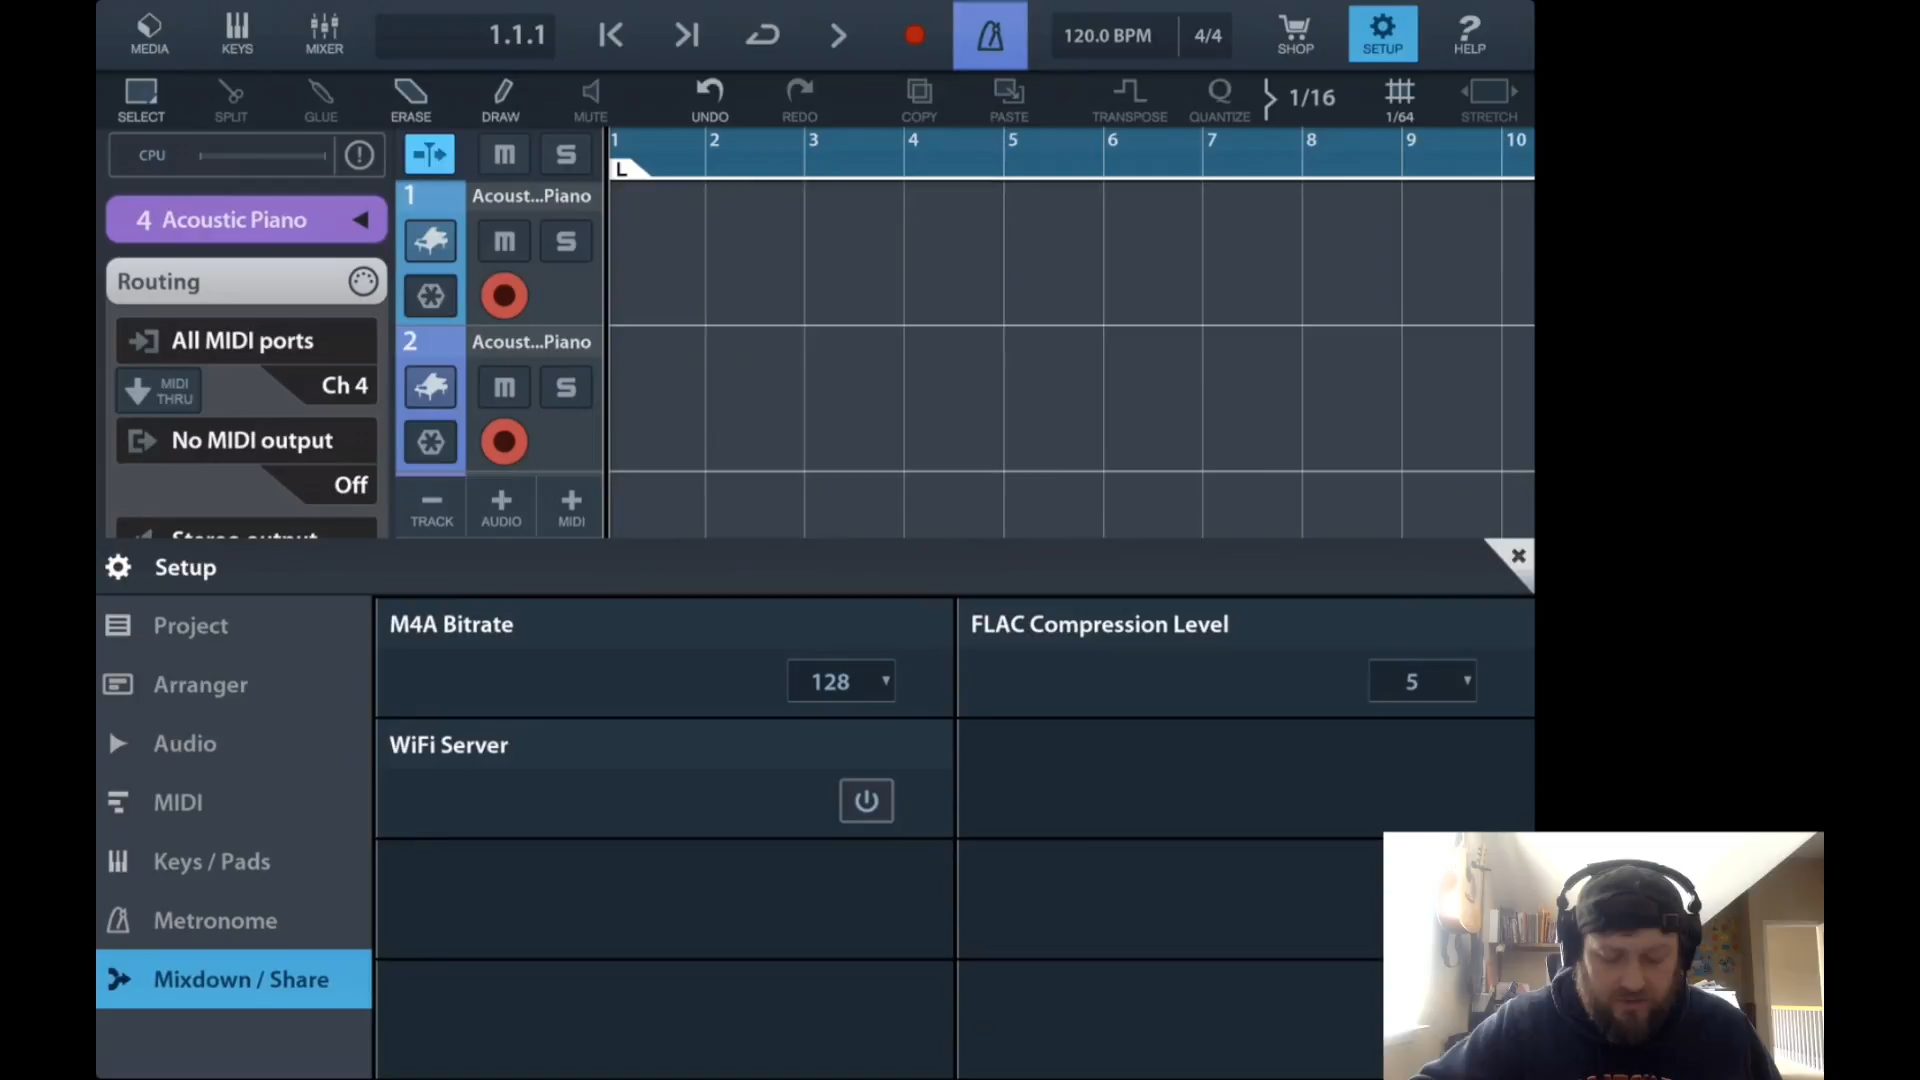 MEDIA
KEYS
MIXER
1.1.1
120.0 BPM
4/4
SHOP
SETUP
HELP
SELECT
SPLIT
GLUE
ERASE
DRAW
MUTE
UNDO
REDO
COPY
PASTE
TRANSPOSE
QUANTIZE
1/16
1/64
STRETCH
CPU
m
S
1
2
3
4
5
6
7
8
9
10
L
4 Acoustic Piano
1
Acoust...Piano
m
S
Routing
All MIDI ports
MIDI
THRU
Ch 4
2
Acoust...Piano
m
S
No MIDI output
Off
Stereo output
TRACK
AUDIO
MIDI
Setup
Project
Arranger
Audio
MIDI
Keys / Pads
Metronome
Mixdown / Share
M4A Bitrate
128
FLAC Compression Level
5
WiFi Server